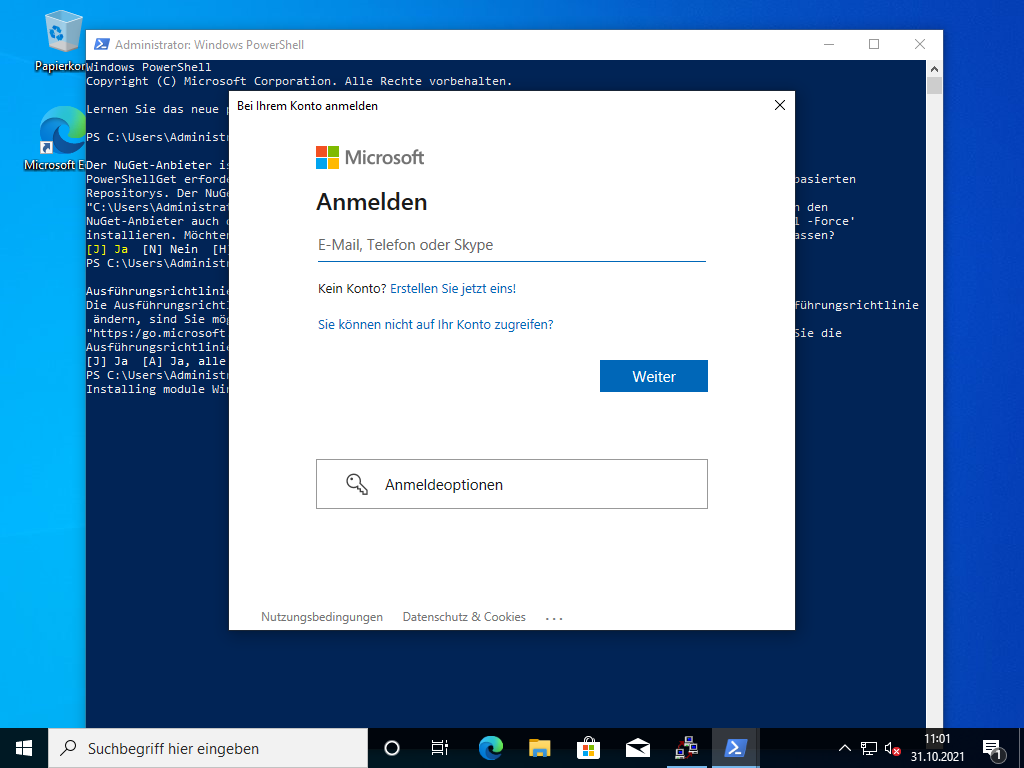 Papierkor
Microsoft E
Administrator: Windows PowerShell
Windows PowerShell
Copyright (C) Microsoft Corporation. Alle Rechte vorbehalten.
Lernen Sie das neue
PS C:\Users\Administr
Der NuGet-Anbieter is
PowerShellGet erforde
basierten
Repositorys. Der NuGe
"C:\Users\Administrat
n den
NuGet-Anbieter auch
l -Force'
installieren. Möchten
assen?
[J] Ja [N] Nein [H
PS C:\Users\Administr
Ausführungsrichtlinie
Die Ausführungsrichtl
führungsrichtlinie
ändern, sind Sie mög
"https:/go.microsoft
Sie die
Ausführungsrichtlinie
[J] Ja [A] Ja, alle
PS C:\Users\Administr
Installing module Win
Bei Ihrem Konto anmelden
Microsoft
Anmelden
E-Mail, Telefon oder Skype
Kein Konto? Erstellen Sie jetzt eins!
Sie können nicht auf Ihr Konto zugreifen?
Weiter
Anmeldeoptionen
Nutzungsbedingungen Datenschutz & Cookies ...
Suchbegriff hier eingeben
11:01
31.10.2021
1